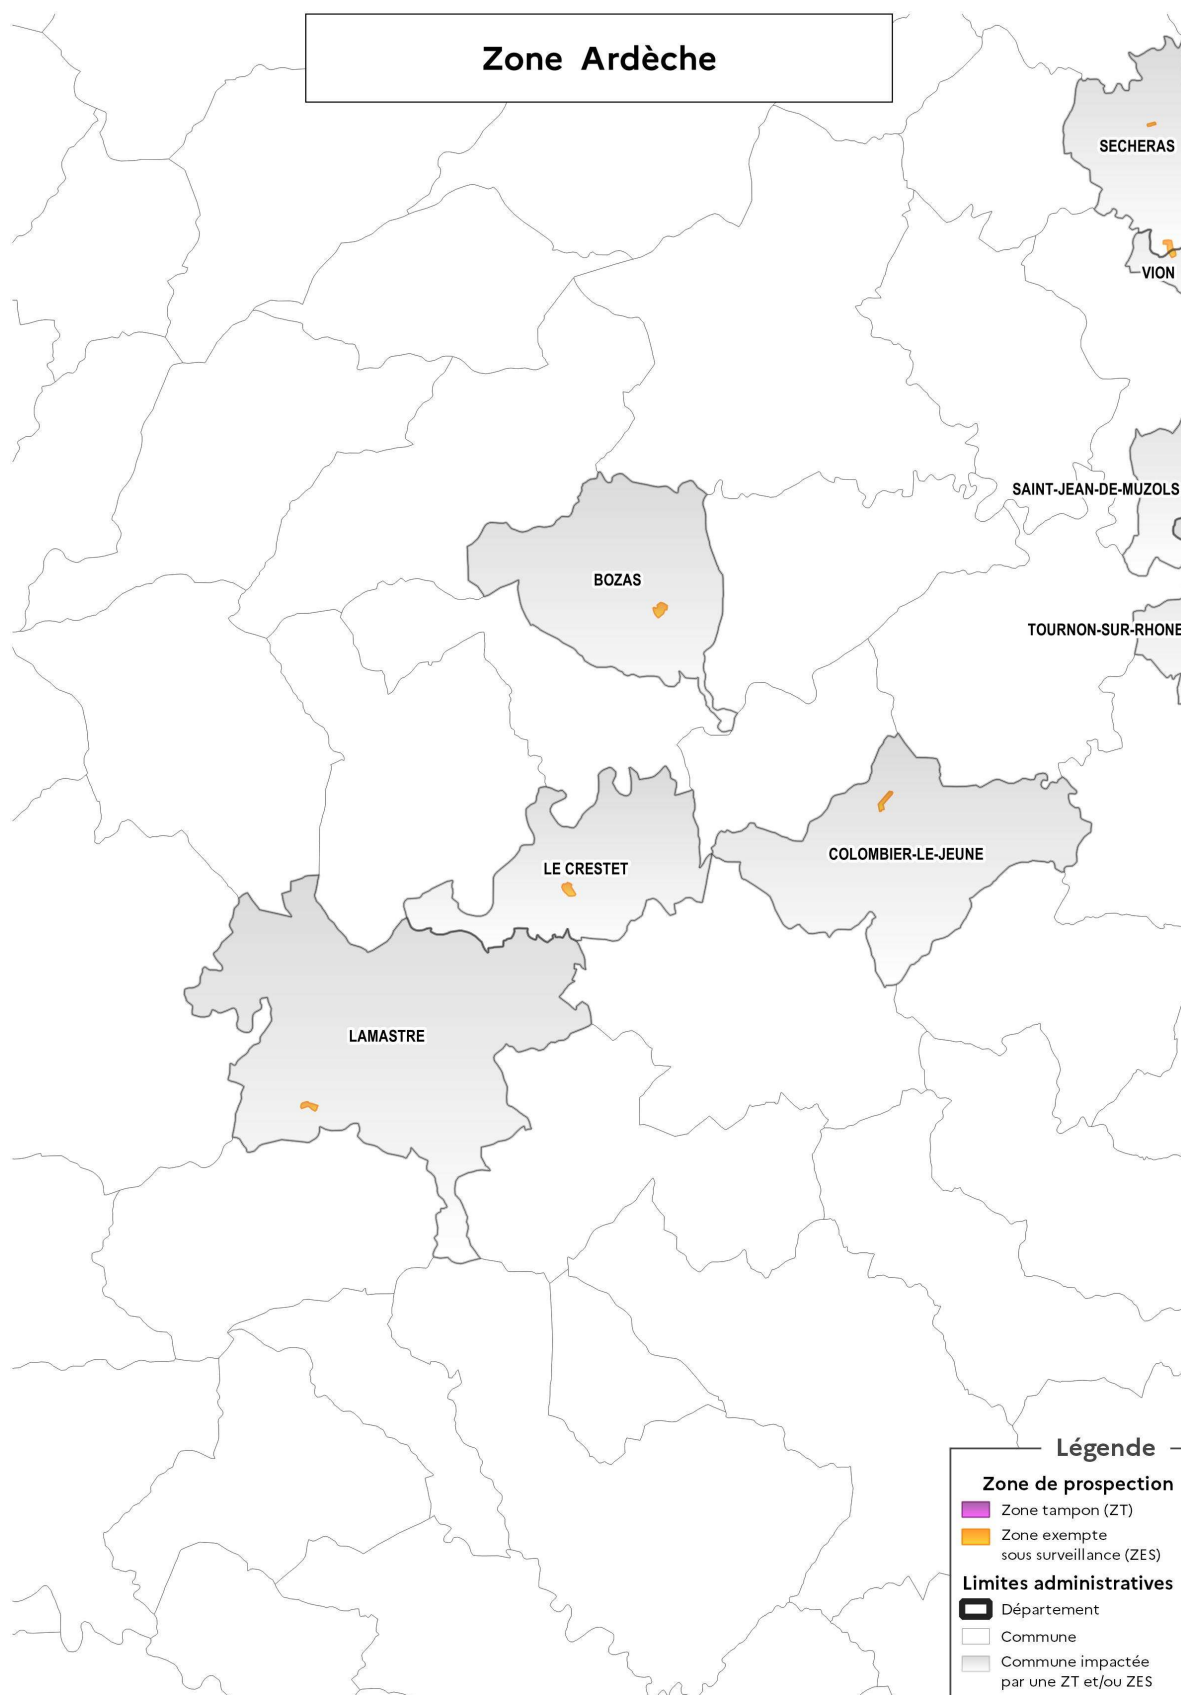 Zone Ardèche
SECHERAS
VION
SAINT-JEAN-DE-MUZOLS
BOZAS
TOURNON-SUR-RHONE
COLOMBIER-LE-JEUNE
LE CRESTET
LAMASTRE
Légende
Zone de prospection
Zone tampon (ZT)
Zone exempte
sous surveillance (ZES)
Limites administratives
Département
Commune
Commune impactée
par une ZT et/ou ZES